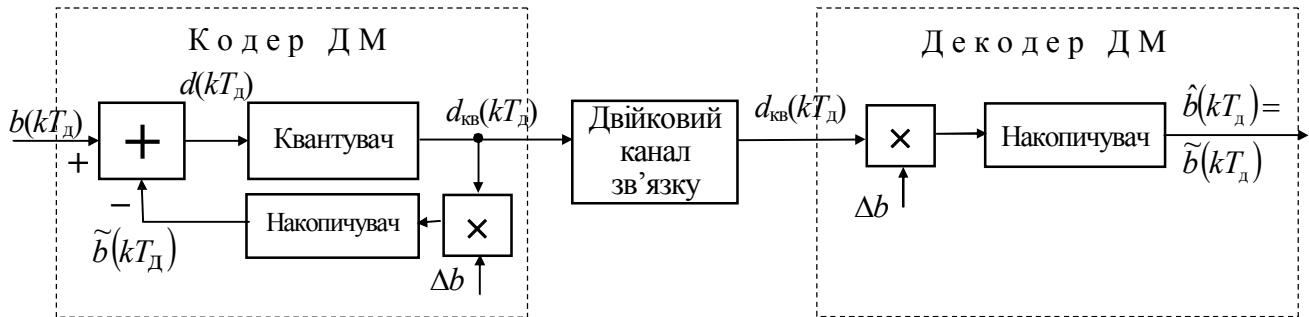 Кодер ДМ
Декодер ДМ
b(kTд)
+
+
d(kTд)
Квантувач
dкв(kTд)
Двійковий
канал
зв’язку
dкв(kTд)
×
Накопичувач
b̂(kTд)=
b̃(kTд)
Δb
−
Накопичувач
×
b̃(kTД)
Δb